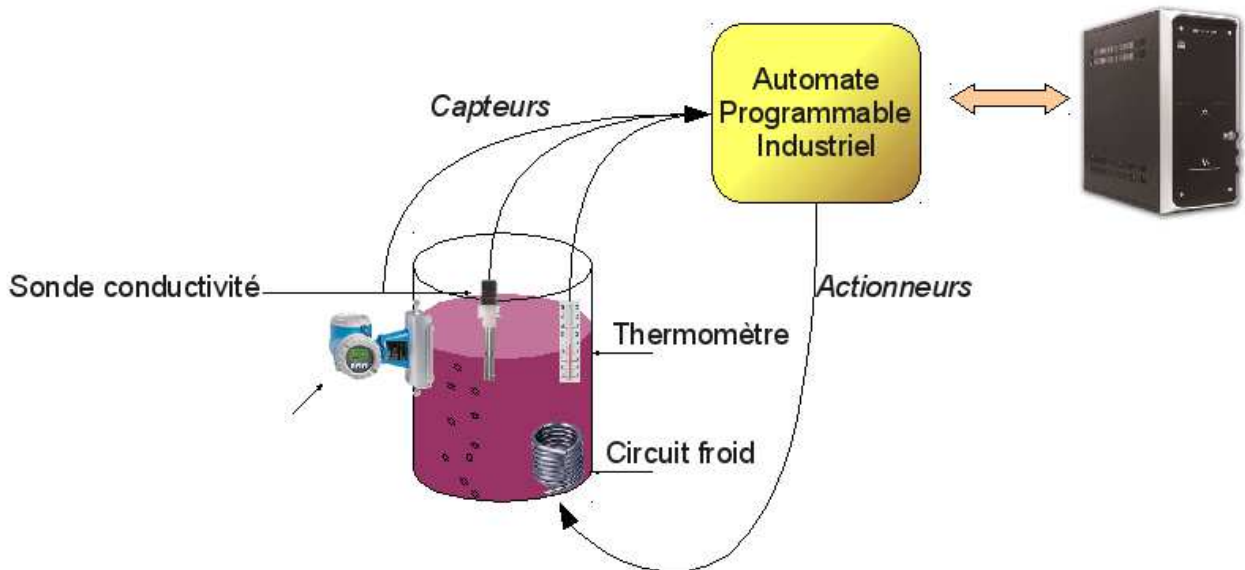 Automate
Programmable
Industriel
Capteurs
Sonde conductivité
Actionneurs
Thermomètre
Circuit froid